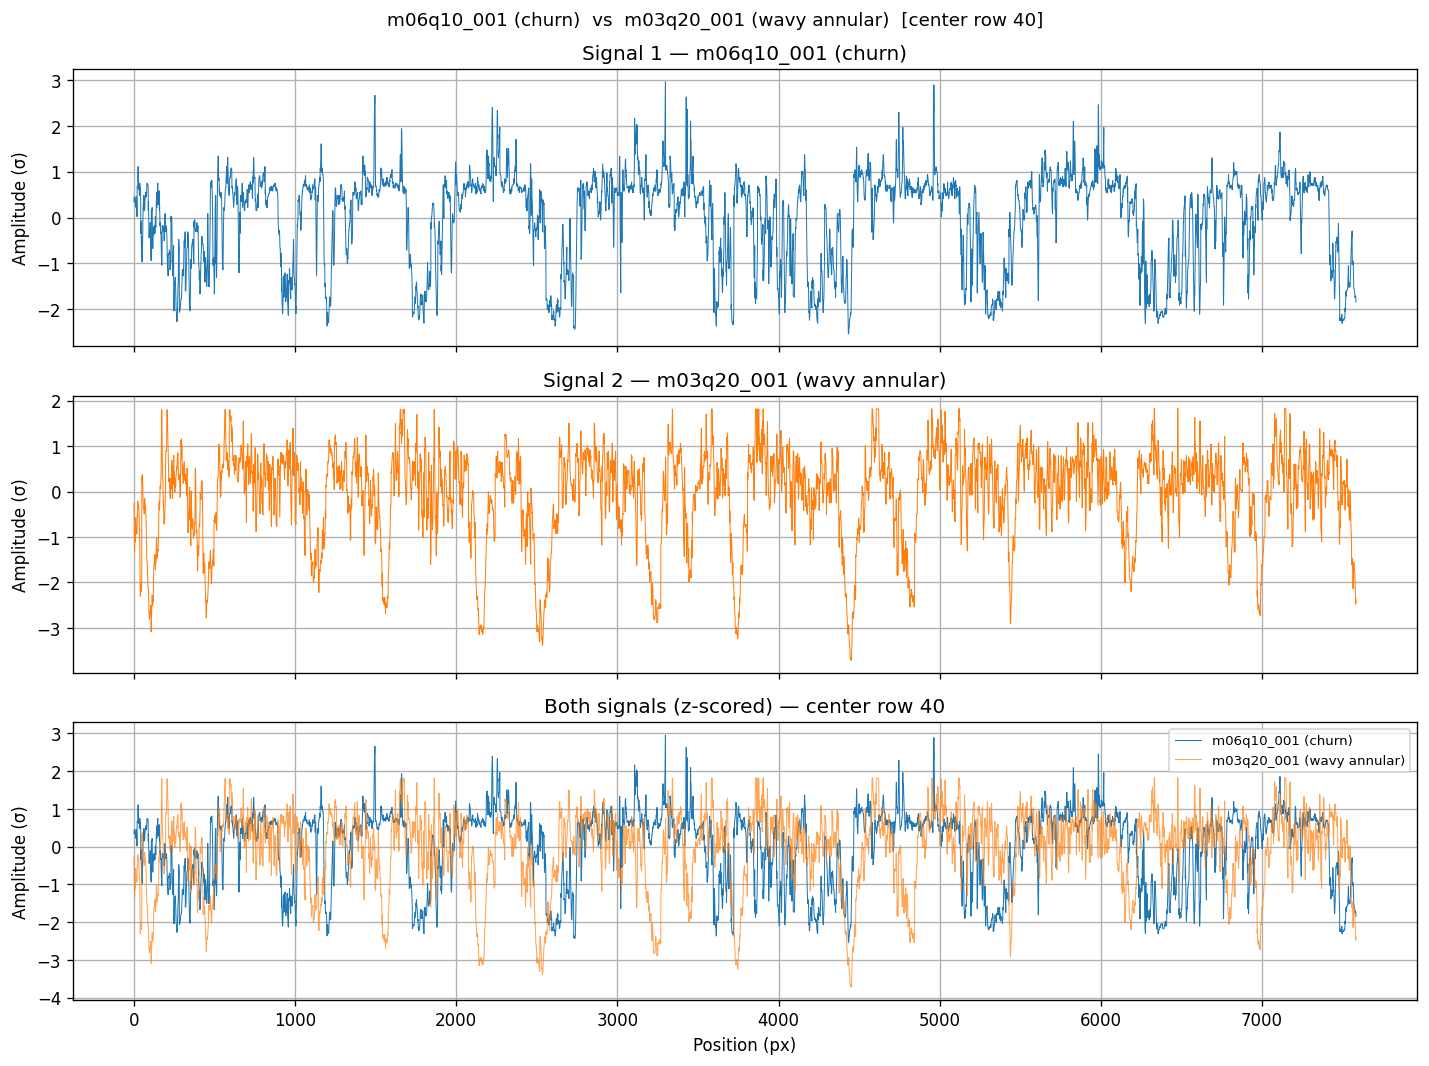 m06q10_001 (churn)  vs  m03q20_001 (wavy annular)  [center row 40]
Signal 1 — m06q10_001 (churn)
Amplitude (σ)
3
2
1
0
−1
−2
Signal 2 — m03q20_001 (wavy annular)
Amplitude (σ)
2
1
0
−1
−2
−3
Both signals (z-scored) — center row 40
Amplitude (σ)
3
2
1
0
−1
−2
−3
−4
m06q10_001 (churn)
m03q20_001 (wavy annular)
0 1000 2000 3000 4000 5000 6000 7000
Position (px)